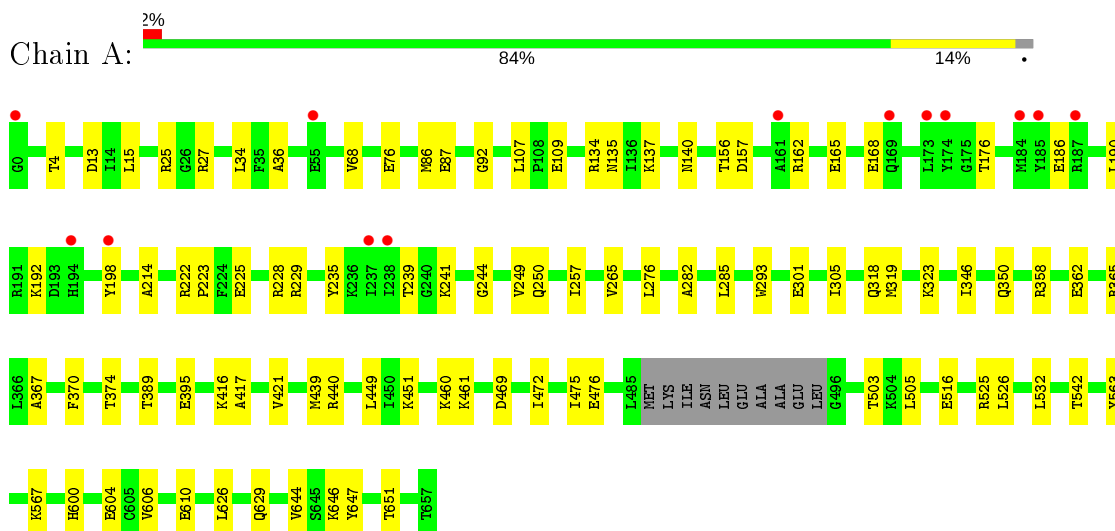 2%
Chain A:
84% 14% •
G0 T4 D13 I14 L15 R25 G26 R27 L34 F35 A36 E55 V68 E76 M86 E87 G92 L107 P108 E109 R134 N135 I136 K137 N140 T156 D157 A161 R162 E165 E168 Q169 L173 Y174 G175 T176 M184 Y185 E186 R187 L190
R191 K192 D193 H194 Y198 A214 R222 P223 F224 E225 R228 R229 Y235 K236 I237 I238 T239 G240 K241 G244 V249 Q250 I257 V265 L276 A282 L285 W293 E301 I305 Q318 M319 K323 I346 Q350 R358 E362 R365
L366 A367 F370 T374 T389 E395 K416 A417 V421 M439 R440 L449 I450 K451 K460 K461 D469 I472 I475 E476 L485 MET LYS ILE ASN LEU GLU ALA ALA GLU LEU G496 T503 K504 L505 E516 R525 L526 L532 T542 Y563
K567 H600 E604 C605 V606 E610 L626 Q629 V644 S645 K646 Y647 T651 T657